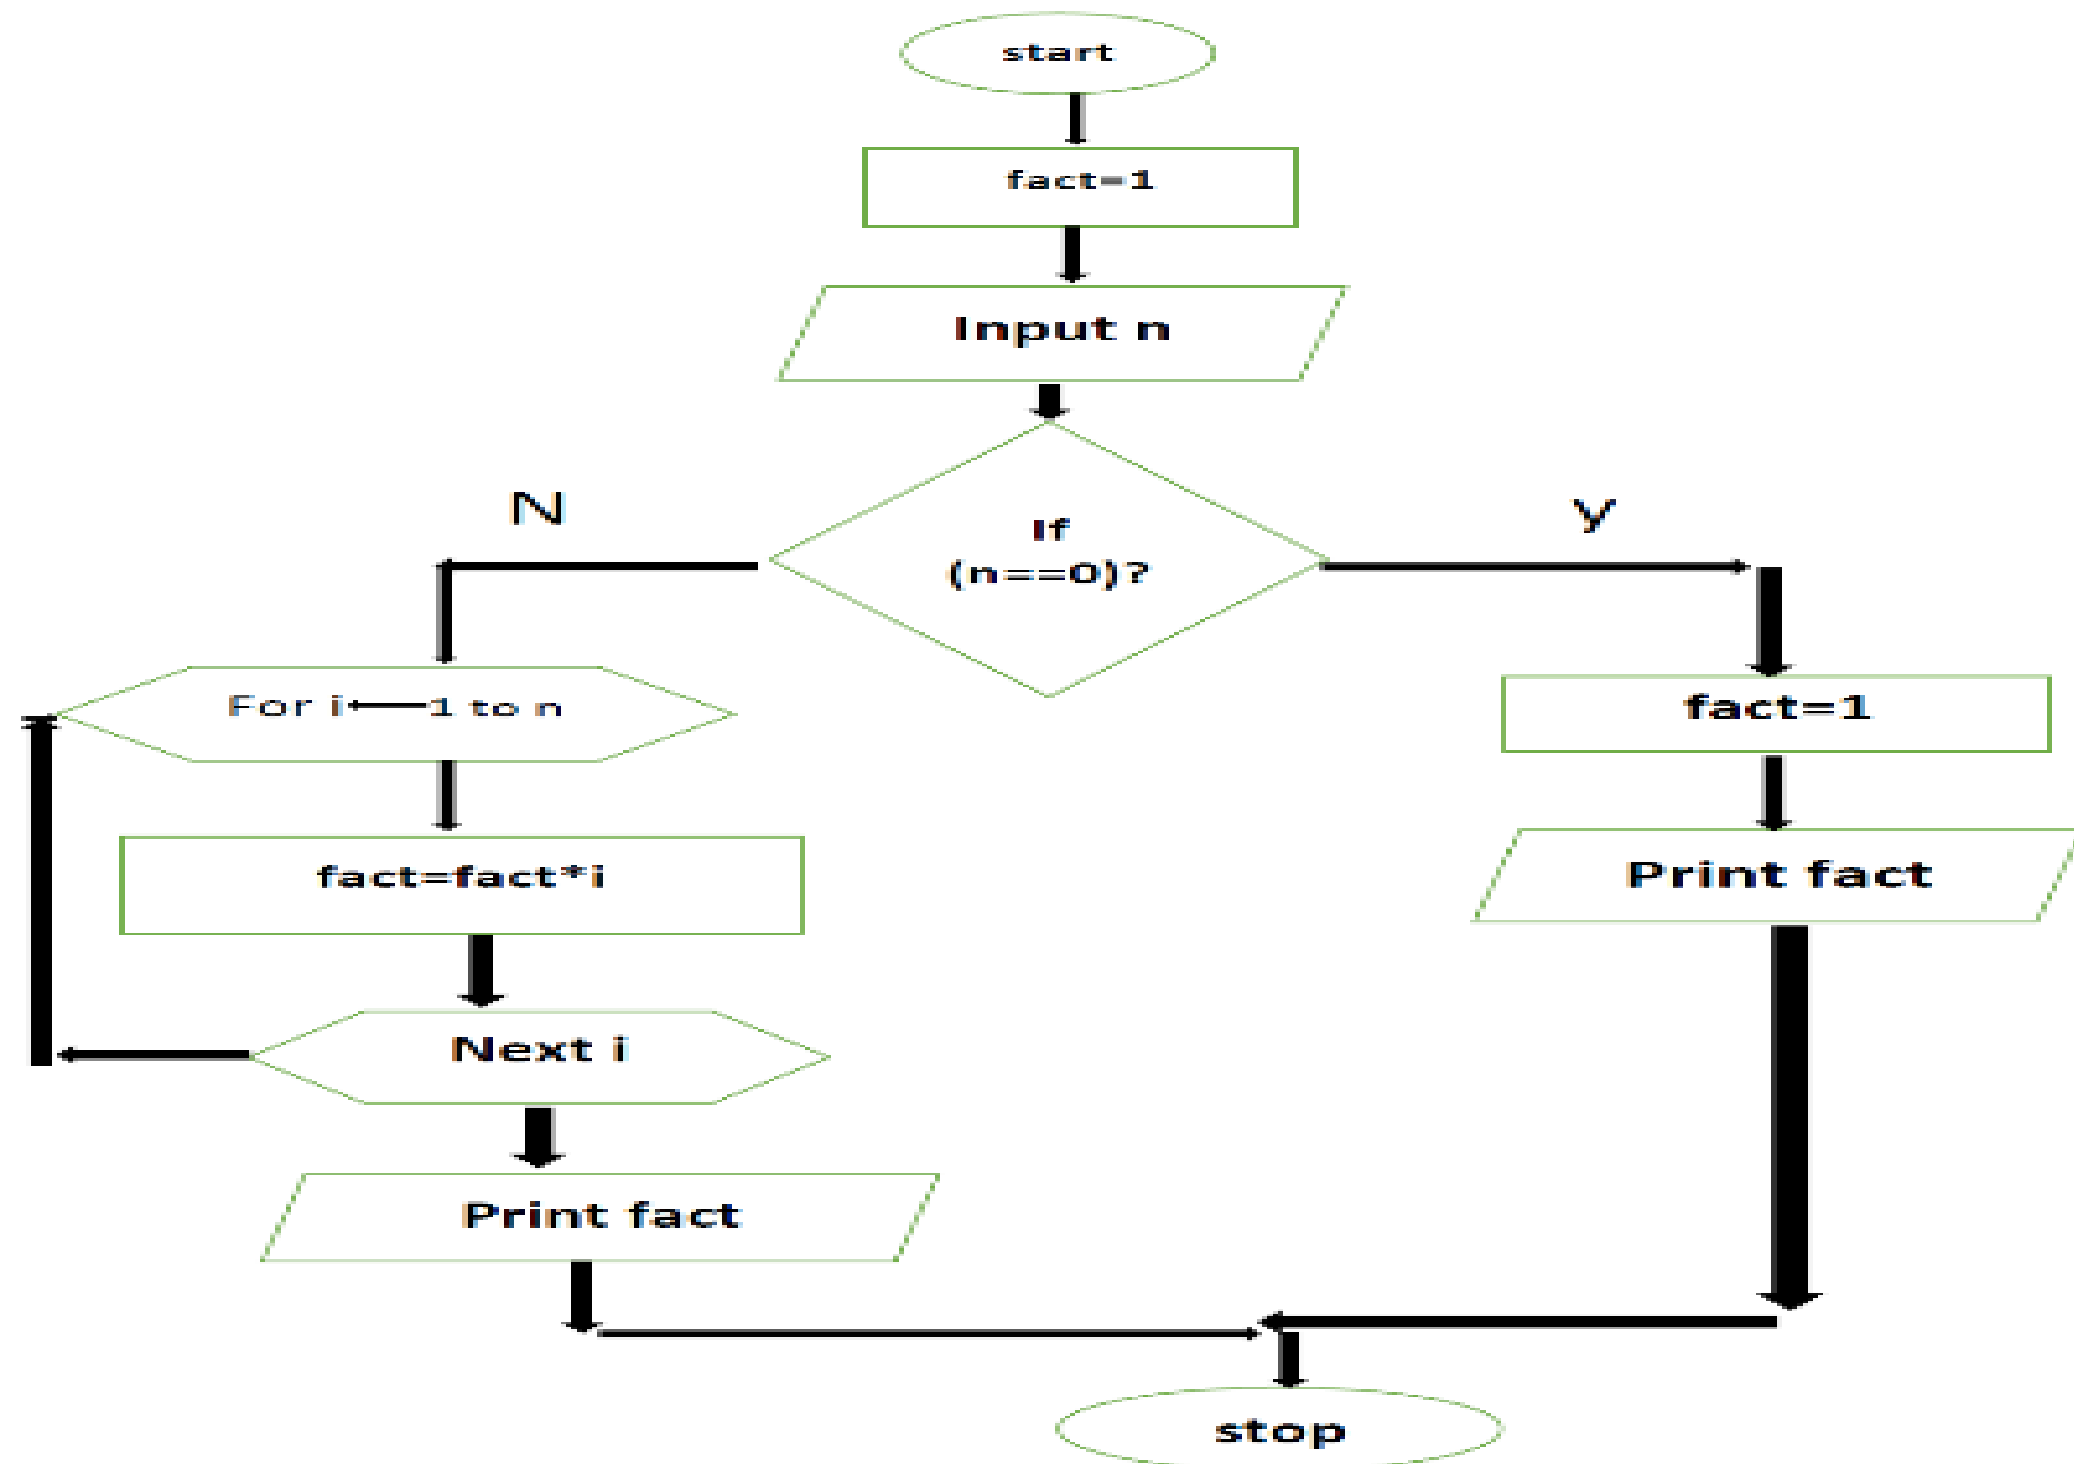 start
fact=1
Input n
If
(n==0)?
N
y
For i←1 to n
fact=1
fact=fact*i
Print fact
Next i
Print fact
stop